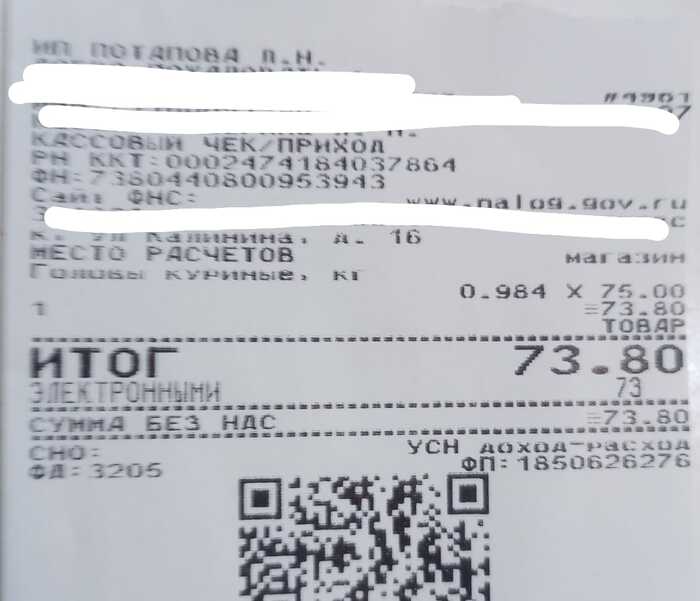 ИП ПОТАПОВА Л.Н.
#4961
КАССОВЫЙ ЧЕК/ПРИХОД
РН ККТ:0002474184037864
ФН:7380440800953943
Сайт ФНС: www.nalog.gov.ru
ул Калинина, д. 16
МЕСТО РАСЧЕТОВ магазин
Головы куриные, кг
0.984 X 75.00
1 =73.80
ТОВАР
ИТОГ 73.80
ЭЛЕКТРОННЫМИ 73
СУММА БЕЗ НДС =73.80
СНО: УСН доход-расход
ФД:3205 ФП:1850626276